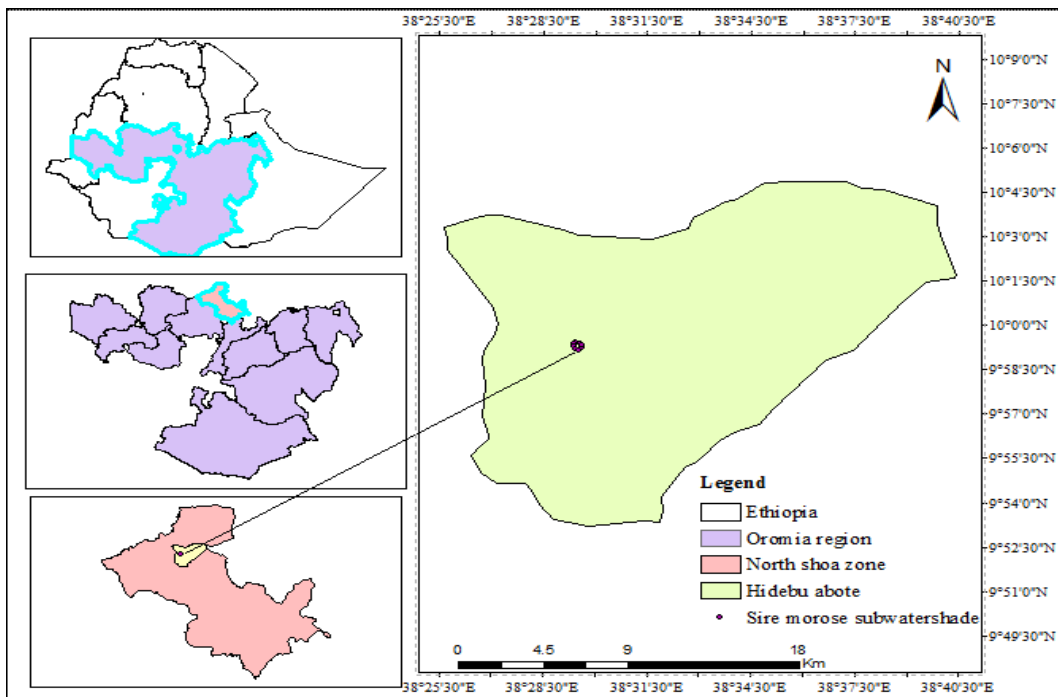 38°25'30"E 38°28'30"E 38°31'30"E 38°34'30"E 38°37'30"E 38°40'30"E
N
10°9'0"N
10°7'30"N
10°6'0"N
10°4'30"N
10°3'0"N
10°1'30"N
10°0'0"N
9°58'30"N
9°57'0"N
9°55'30"N
9°54'0"N
9°52'30"N
9°51'0"N
9°49'30"N
Legend
Ethiopia
Oromia region
North shoa zone
Hidebu abote
Sire morose subwatershade
0 4.5 9 18
Km
38°25'30"E 38°28'30"E 38°31'30"E 38°34'30"E 38°37'30"E 38°40'30"E